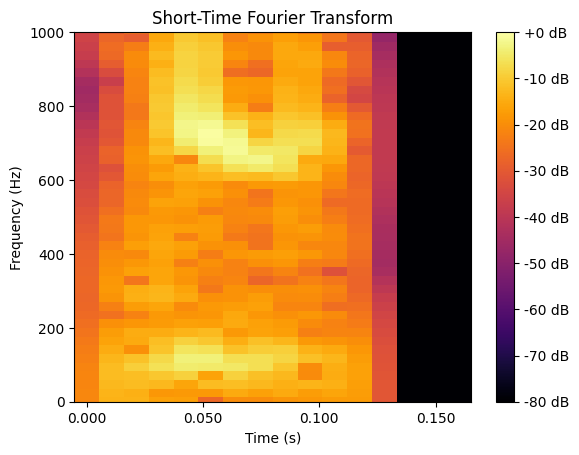 Short-Time Fourier Transform
1000
800
600
400
200
0
Frequency (Hz)
0.000
0.050
0.100
0.150
Time (s)
+0 dB
-10 dB
-20 dB
-30 dB
-40 dB
-50 dB
-60 dB
-70 dB
-80 dB